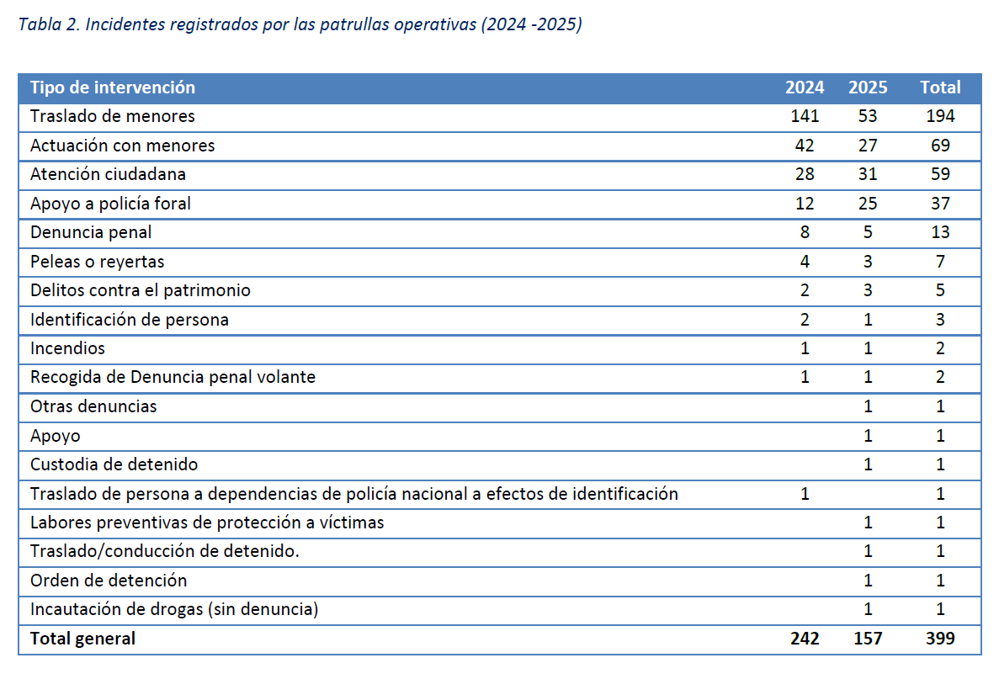 Tabla 2. Incidentes registrados por las patrullas operativas (2024 -2025)
Tipo de intervención 2024 2025 Total
Traslado de menores 141 53 194
Actuación con menores 42 27 69
Atención ciudadana 28 31 59
Apoyo a policía foral 12 25 37
Denuncia penal 8 5 13
Peleas o reyertas 4 3 7
Delitos contra el patrimonio 2 3 5
Identificación de persona 2 1 3
Incendios 1 1 2
Recogida de Denuncia penal volante 1 1 2
Otras denuncias 1 1
Apoyo 1 1
Custodia de detenido 1 1
Traslado de persona a dependencias de policía nacional a efectos de identificación 1 1
Labores preventivas de protección a víctimas 1 1
Traslado/conducción de detenido. 1 1
Orden de detención 1 1
Incautación de drogas (sin denuncia) 1 1
Total general 242 157 399